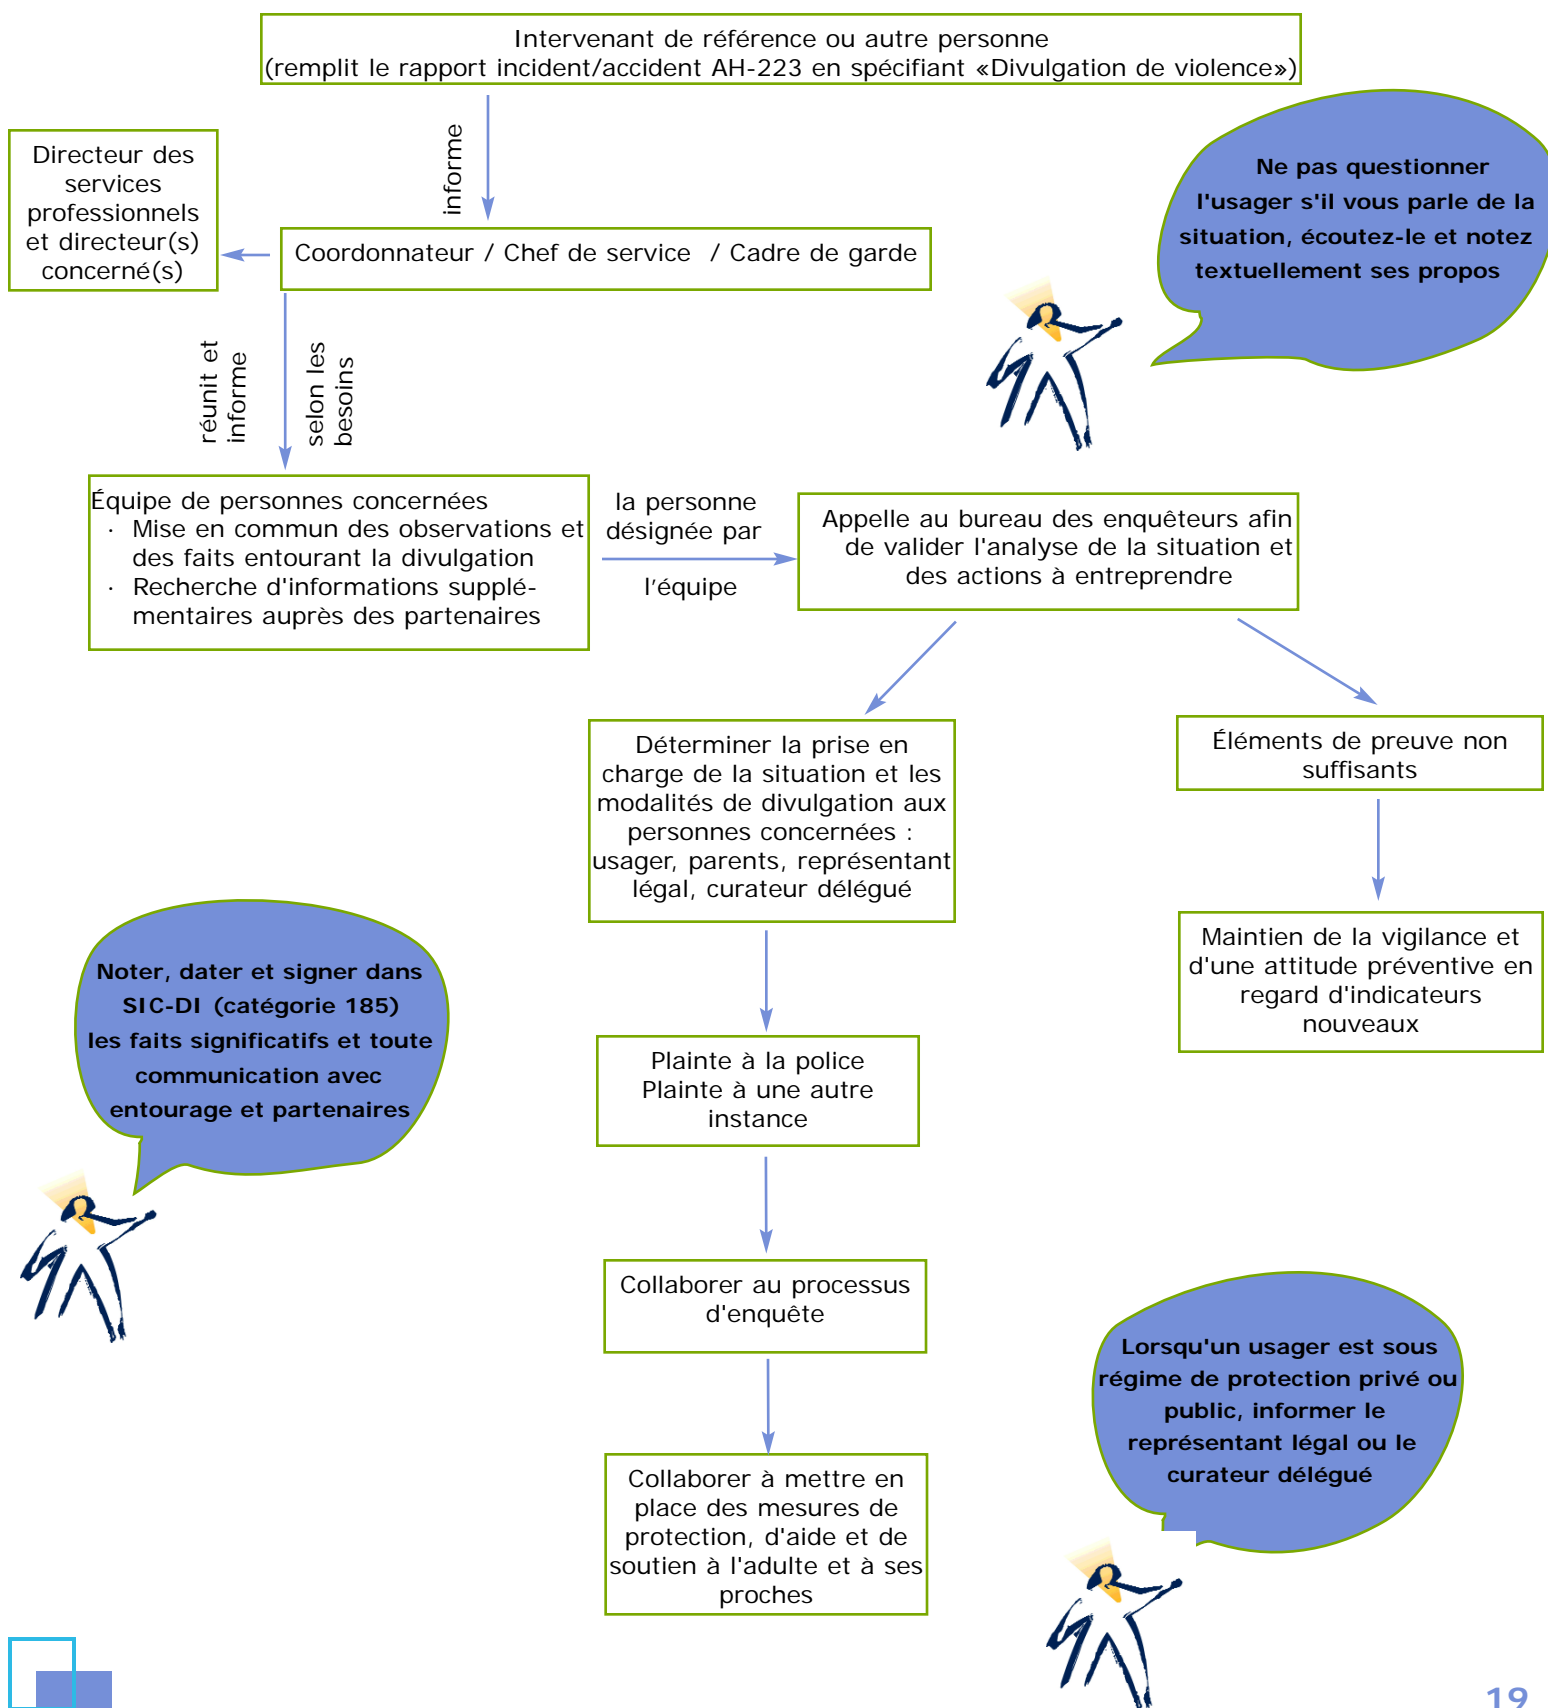 Intervenant de référence ou autre personne
(remplit le rapport incident/accident AH-223 en spécifiant «Divulgation de violence»)
informe
Directeur des
services
professionnels
et directeur(s)
concerné(s)
Coordonnateur / Chef de service / Cadre de garde
Ne pas questionner
l'usager s'il vous parle de la
situation, écoutez-le et notez
textuellement ses propos
réunit et
informe
selon les
besoins
Équipe de personnes concernées
· Mise en commun des observations et
des faits entourant la divulgation
· Recherche d'informations supplé-
mentaires auprès des partenaires
la personne
désignée par
l'équipe
Appelle au bureau des enquêteurs afin
de valider l'analyse de la situation et
des actions à entreprendre
Déterminer la prise en
charge de la situation et les
modalités de divulgation aux
personnes concernées :
usager, parents, représentant
légal, curateur délégué
Éléments de preuve non
suffisants
Maintien de la vigilance et
d'une attitude préventive en
regard d'indicateurs
nouveaux
Noter, dater et signer dans
SIC-DI (catégorie 185)
les faits significatifs et toute
communication avec
entourage et partenaires
Plainte à la police
Plainte à une autre
instance
Collaborer au processus
d'enquête
Lorsqu'un usager est sous
régime de protection privé ou
public, informer le
représentant légal ou le
curateur délégué
Collaborer à mettre en
place des mesures de
protection, d'aide et de
soutien à l'adulte et à ses
proches
19